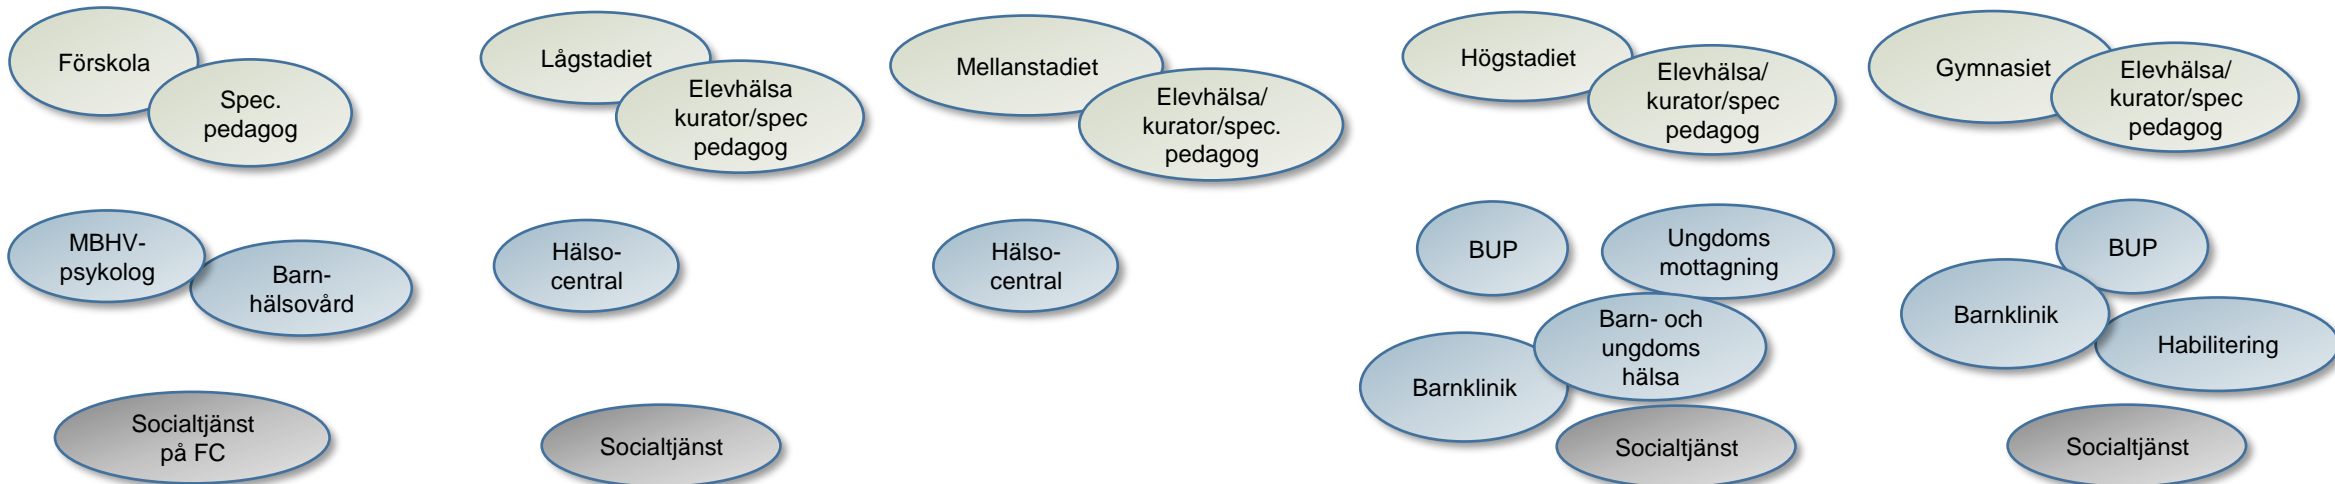 Förskola
Spec.
pedagog
Lågstadiet
Elevhälsa
kurator/spec
pedagog
Mellanstadiet
Elevhälsa/
kurator/spec.
pedagog
Högstadiet
Elevhälsa/
kurator/spec
pedagog
Gymnasiet
Elevhälsa/
kurator/spec
pedagog
MBHV-
psykolog
Barn-
hälsovård
Hälso-
central
Hälso-
central
BUP
Ungdoms
mottagning
Barn- och
ungdoms
hälsa
Barnklinik
BUP
Barnklinik
Habilitering
Socialtjänst
på FC
Socialtjänst
Socialtjänst
Socialtjänst